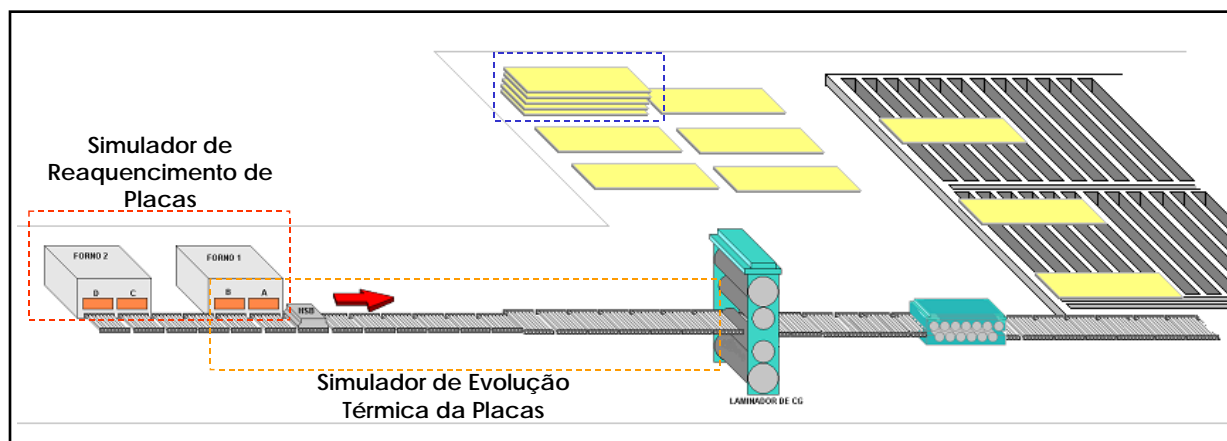 Simulador de
Reaquencimento de
Placas
FORNO 2
FORNO 1
D
C
B
A
HSB
Simulador de Evolução
Térmica da Placas
LAMINADOR DE CG